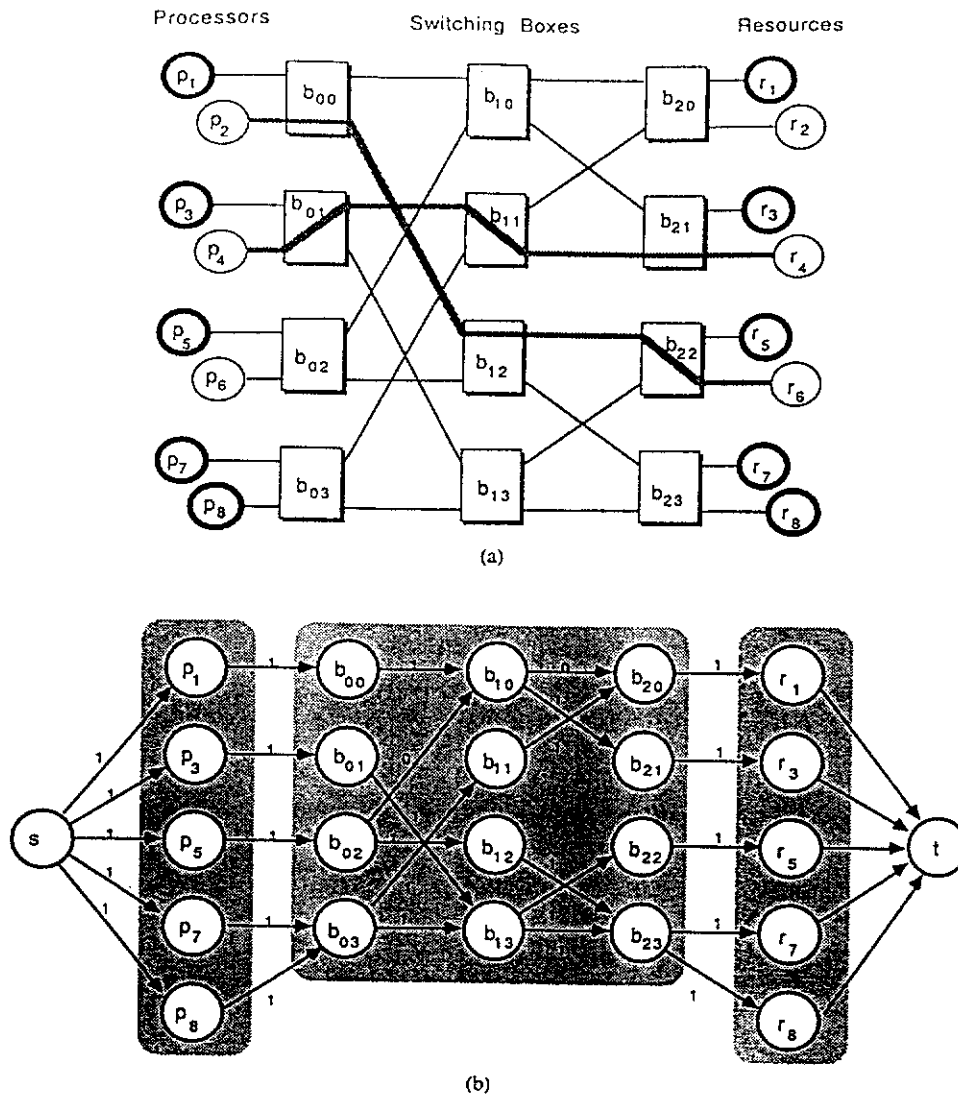 Processors Switching Boxes Resources
p1 b00 b10 b20 r1
p2 r2
p3 b01 b11 b21 r3
p4 r4
p5 b02 b12 b22 r5
p6 r6
p7 b03 b13 b23 r7
p8 r8
(a)
p1 1 b00 1 b10 0 b20 1 r1
1 p3 1 b01 0 b11 b21 1 r3
1
s 1 p5 1 b02 b12 b22 1 r5 t
1
1 p7 1 b03 b13 b23 1 r7
p8 1 1 r8
(b)